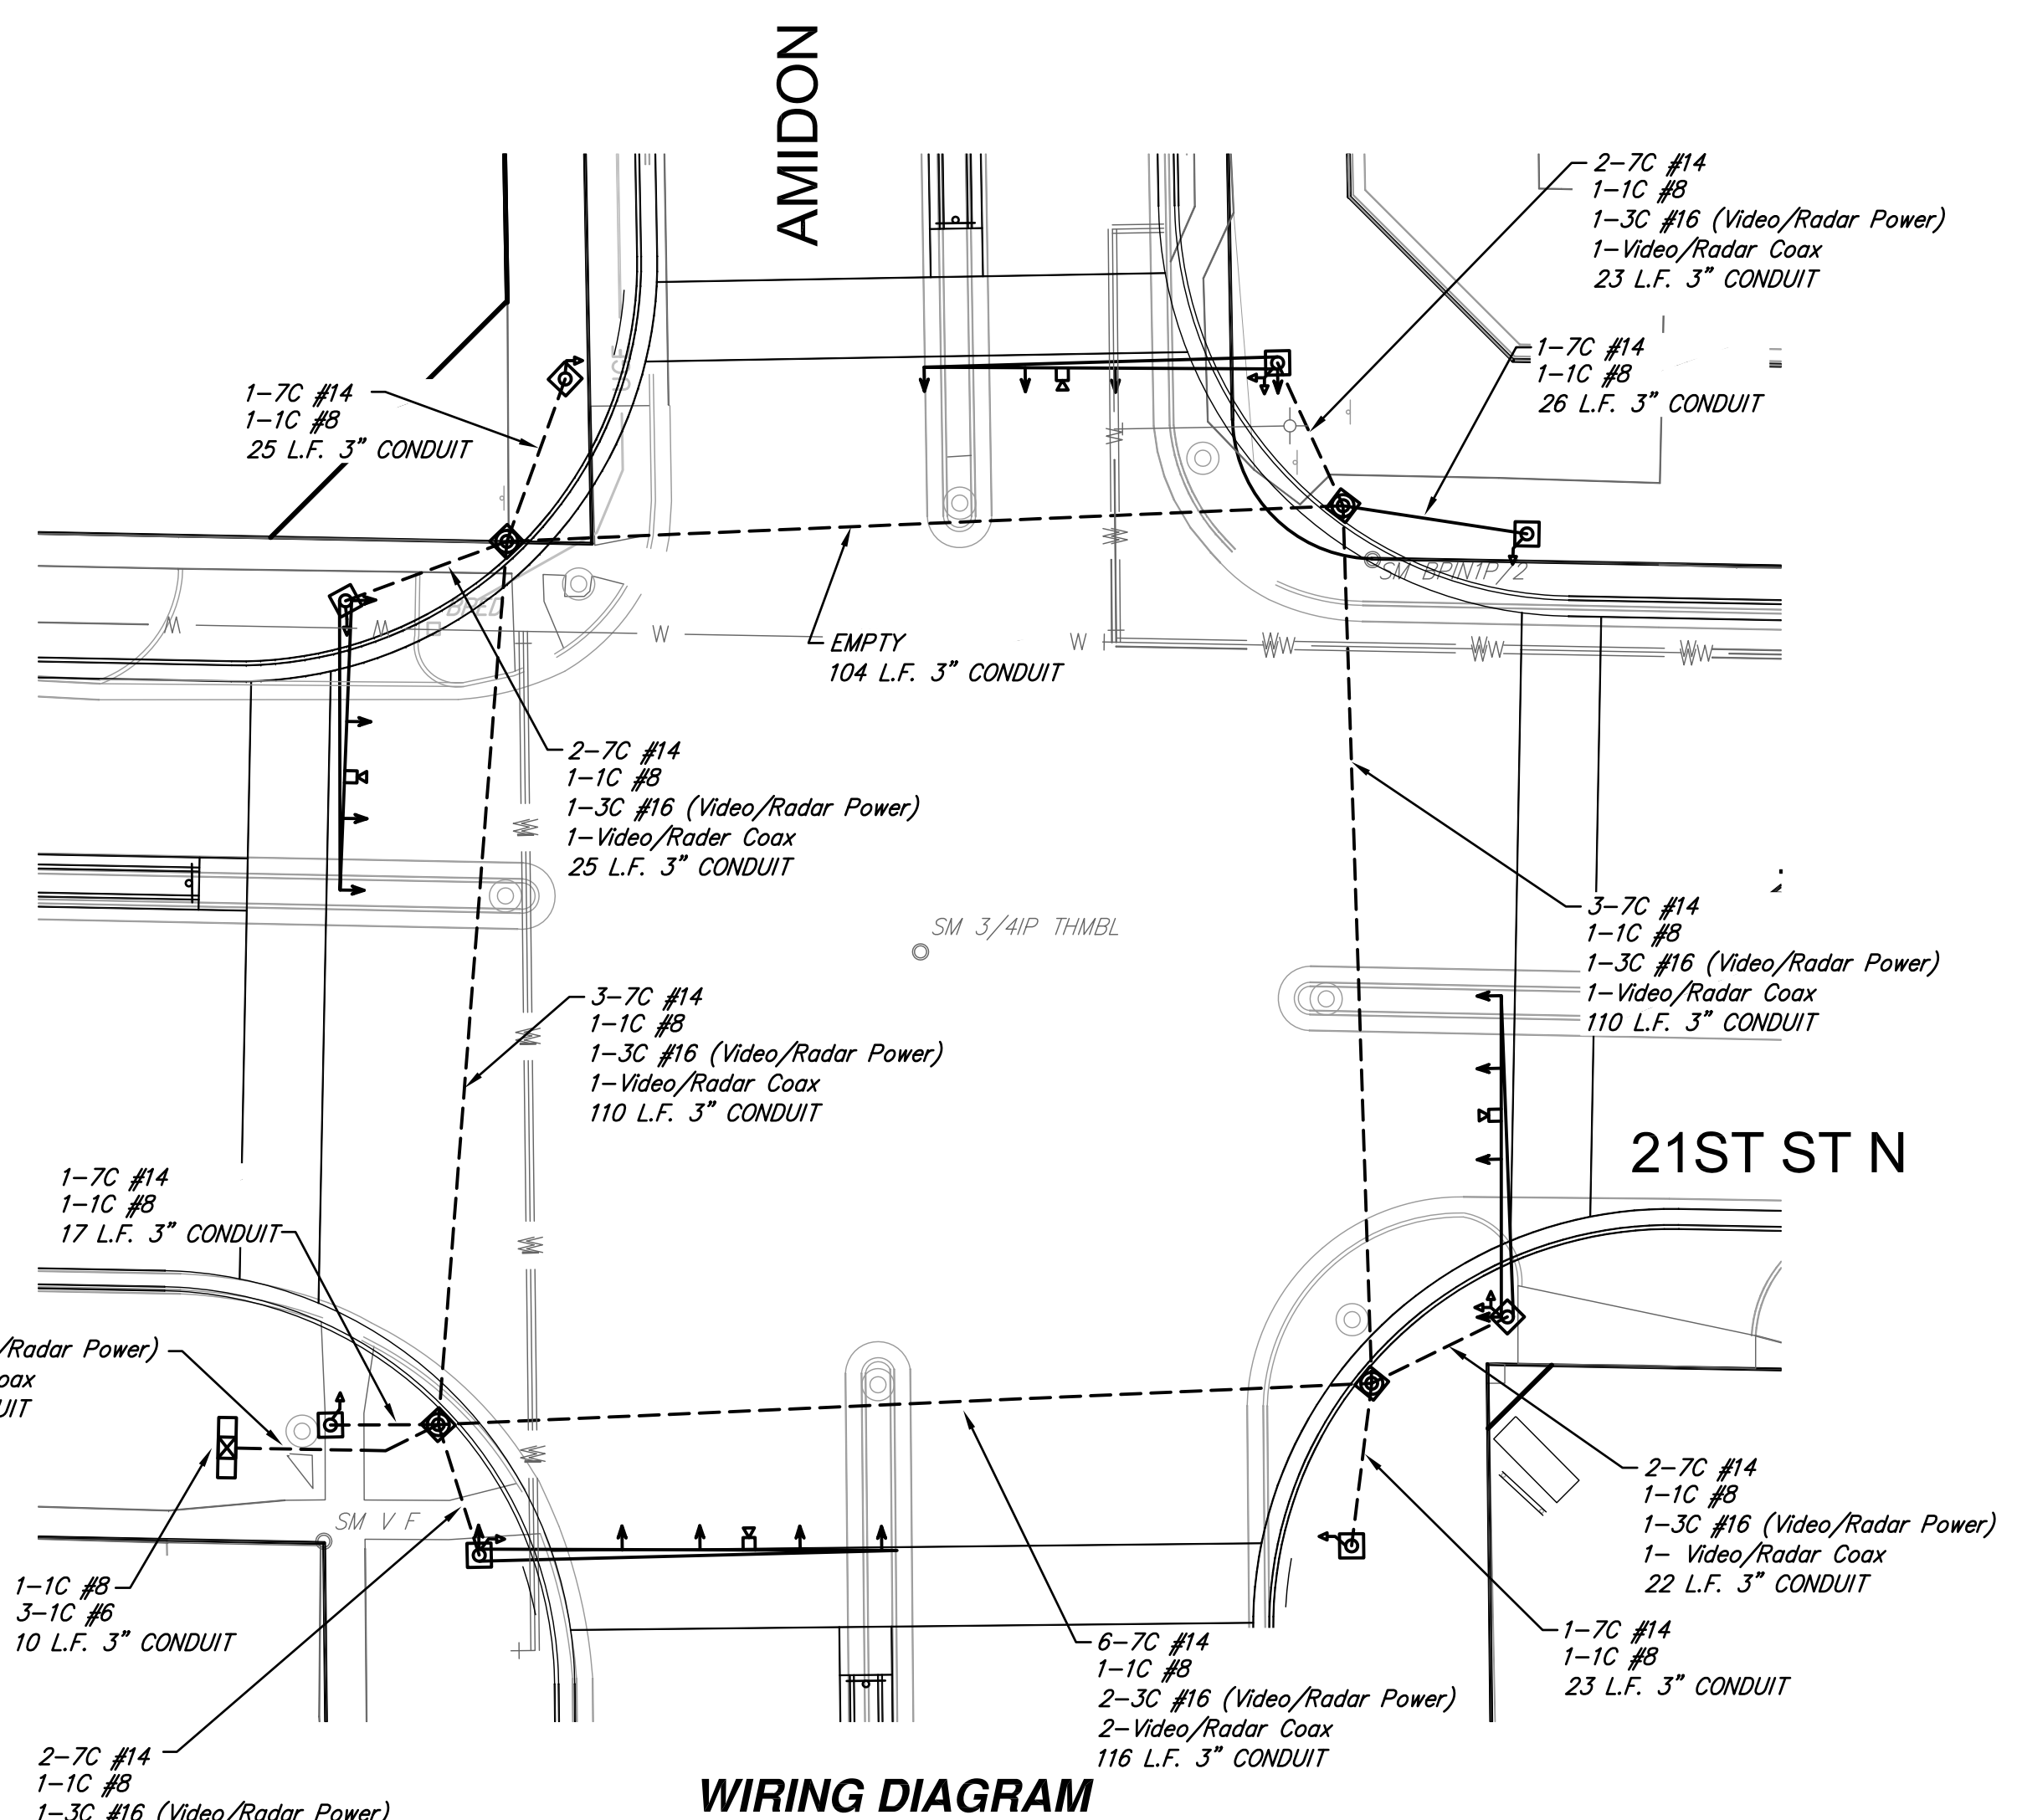 AMIDON
2-7C #14
1-1C #8
1-3C #16 (Video/Radar Power)
1-Video/Radar Coax
23 L.F. 3" CONDUIT
1-7C #14
1-1C #8
26 L.F. 3" CONDUIT
1-7C #14
1-1C #8
25 L.F. 3" CONDUIT
SM BPIN1P/2
BPED
W
W
W
W
EMPTY
104 L.F. 3" CONDUIT
2-7C #14
1-1C #8
1-3C #16 (Video/Radar Power)
1-Video/Rader Coax
25 L.F. 3" CONDUIT
SM 3/4IP THMBL
3-7C #14
1-1C #8
1-3C #16 (Video/Radar Power)
1-Video/Radar Coax
110 L.F. 3" CONDUIT
3-7C #14
1-1C #8
1-3C #16 (Video/Radar Power)
1-Video/Radar Coax
110 L.F. 3" CONDUIT
21ST ST N
1-7C #14
1-1C #8
17 L.F. 3" CONDUIT
/Radar Power)
oax
UIT
SM V F
1-1C #8
3-1C #6
10 L.F. 3" CONDUIT
2-7C #14
1-1C #8
1-3C #16 (Video/Radar Power)
1- Video/Radar Coax
22 L.F. 3" CONDUIT
1-7C #14
1-1C #8
23 L.F. 3" CONDUIT
6-7C #14
1-1C #8
2-3C #16 (Video/Radar Power)
2-Video/Radar Coax
116 L.F. 3" CONDUIT
2-7C #14
1-1C #8
1-3C #16 (Video/Radar Power)
WIRING DIAGRAM